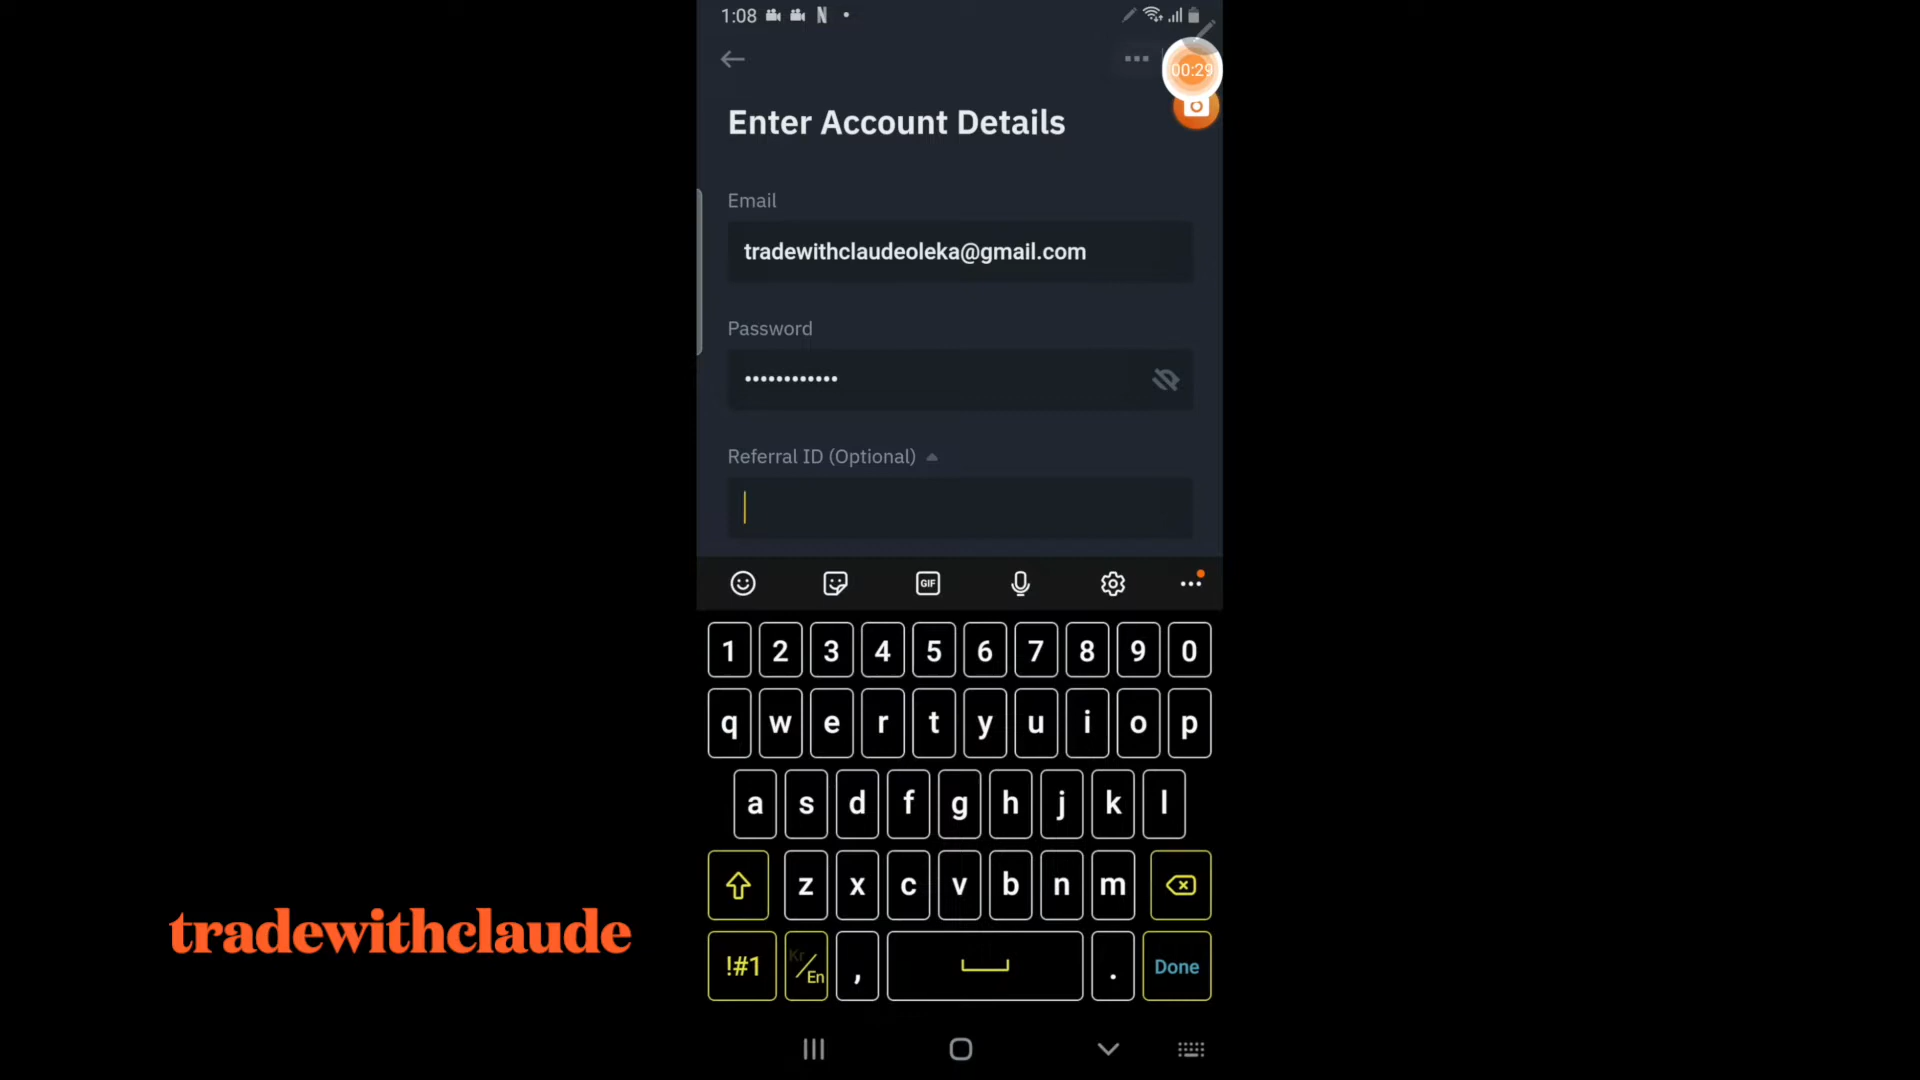 1:08
00:29
Enter Account Details
Email
tradewithclaudeoleka@gmail.com
Password
••••••••••••
Referral ID (Optional)
GIF
1 2 3 4 5 6 7 8 9 0
q w e r t y u i o p
a s d f g h j k l
z x c v b n m
tradewithclaude
!#1 Kr/En , . Done